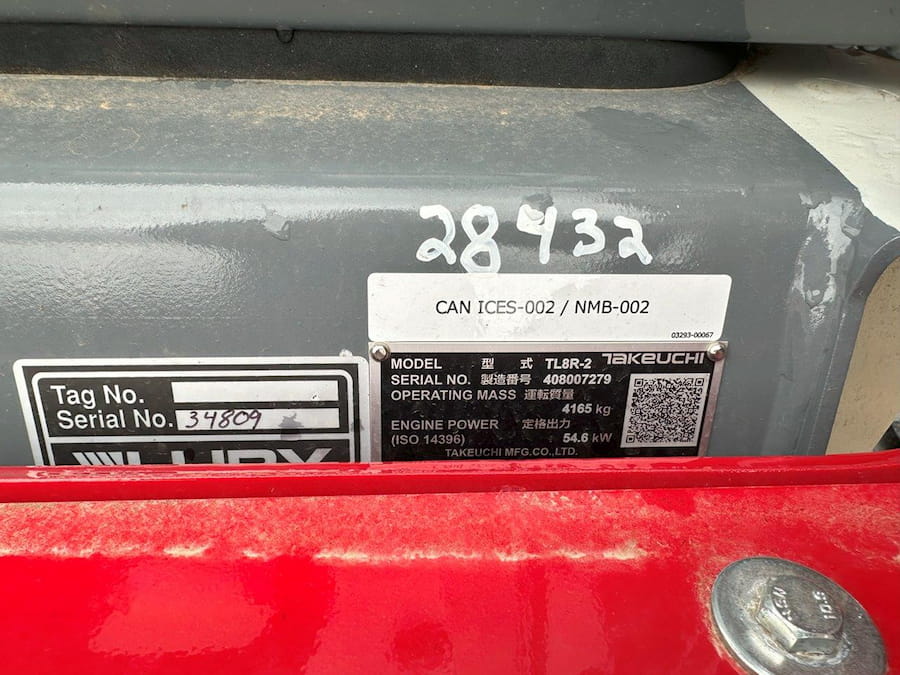 28432
CAN ICES-002 / NMB-002
03293-00067
MODEL 型式 TL8R-2 TAKEUCHI
SERIAL NO. 製造番号 408007279
OPERATING MASS 運転質量
4165 kg
ENGINE POWER 定格出力
(ISO 14396) 54.6 kW
TAKEUCHI MFG.CO.,LTD.
Tag No.
Serial No. 34809
10.9